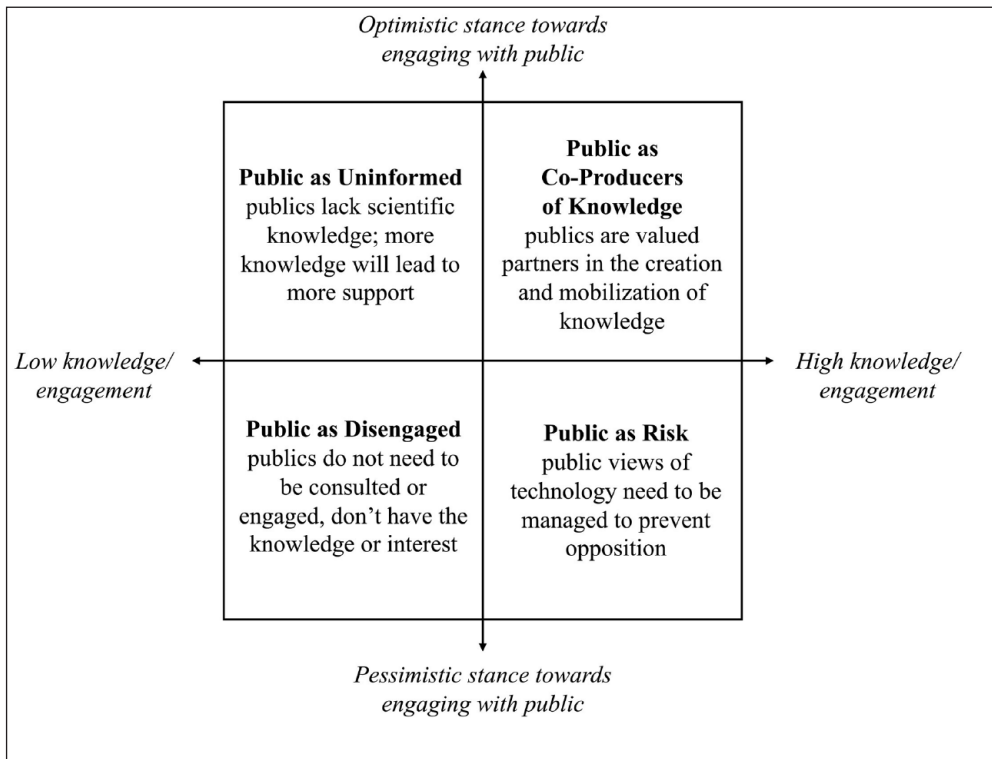 Optimistic stance towards
engaging with public
Public as Uninformed
publics lack scientific
knowledge; more
knowledge will lead to
more support
Public as
Co-Producers
of Knowledge
publics are valued
partners in the creation
and mobilization of
knowledge
Low knowledge/
engagement
High knowledge/
engagement
Public as Disengaged
publics do not need to
be consulted or
engaged, don’t have the
knowledge or interest
Public as Risk
public views of
technology need to be
managed to prevent
opposition
Pessimistic stance towards
engaging with public